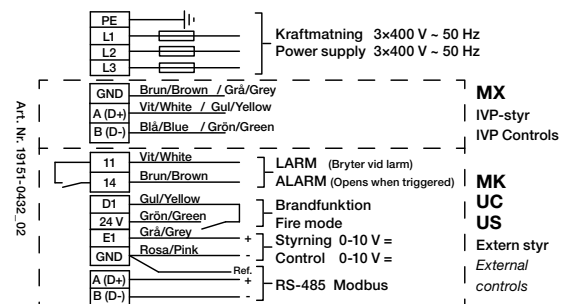 PE
L1
L2
L3
Kraftmatning 3×400 V ~ 50 Hz
Power supply 3×400 V ~ 50 Hz
GND Brun/Brown / Grå/Grey
A (D+) Vit/White / Gul/Yellow
B (D-) Blå/Blue / Grön/Green
MX
IVP-styr
IVP Controls
Art. Nr. 19151-0432_02
11 Vit/White
14 Brun/Brown
LARM (Bryter vid larm)
ALARM (Opens when triggered)
D1 Gul/Yellow
24 V Grön/Green
Brandfunktion
Fire mode
E1 Grå/Grey +
GND Rosa/Pink -
Styrning 0-10 V =
Control 0-10 V =
Ref.
A (D+) +
B (D-) -
RS-485 Modbus
MK
UC
US
Extern styr
External
controls